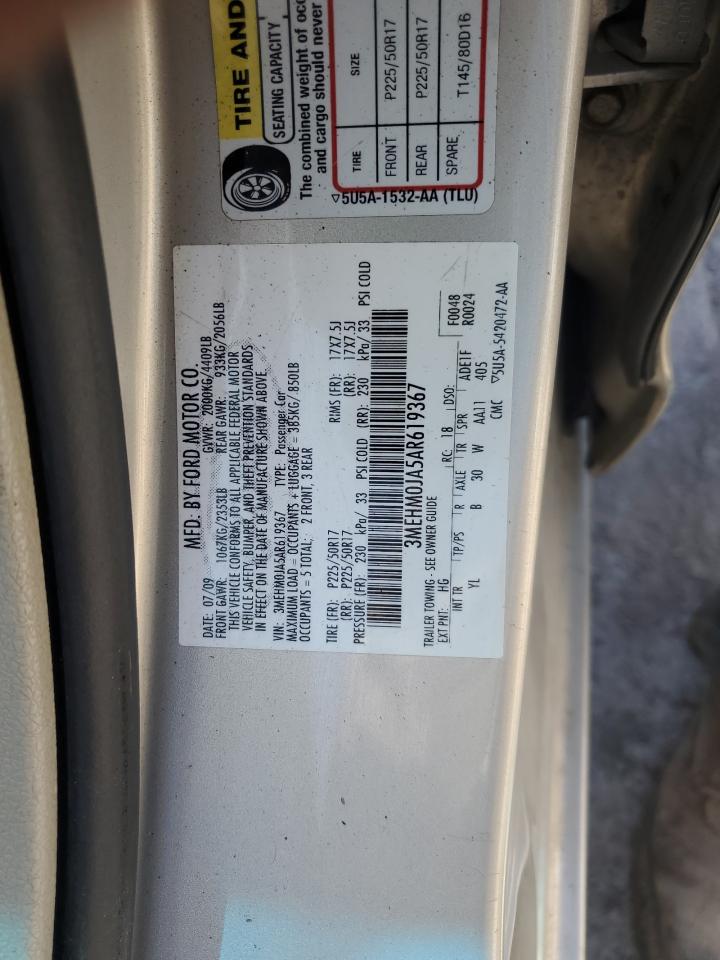 TIRE AND
SEATING CAPACITY
The combined weight of occ
and cargo should never
TIRE SIZE
FRONT P225/50R17
REAR P225/50R17
SPARE T145/80D16
5U5A-1532-AA (TLU)
MFD. BY FORD MOTOR CO.
DATE: 07/09 GVWR: 2000KG/4409LB
FRONT GAWR: 1067KG/2353LB REAR GAWR: 933KG/2056LB
THIS VEHICLE CONFORMS TO ALL APPLICABLE FEDERAL MOTOR
VEHICLE SAFETY, BUMPER, AND THEFT PREVENTION STANDARDS
IN EFFECT ON THE DATE OF MANUFACTURE SHOWN ABOVE.
VIN: 3MEHM0JA5AR619367 TYPE: Passenger Car
MAXIMUM LOAD = OCCUPANTS + LUGGAGE = 385KG/ 850LB
OCCUPANTS = 5 TOTAL; 2 FRONT, 3 REAR
TIRE (FR): P225/50R17 RIMS (FR): 17X7.5J
(RR): P225/50R17 (RR): 17X7.5J
PRESSURE (FR): 230 kPa/ 33 PSI COLD (RR): 230 kPa/ 33 PSI COLD
3MEHM0JA5AR619367
TRAILER TOWING - SEE OWNER GUIDE F0048
EXT PNT: HG RC: 18 DSO: R0024
INT TR TP/PS R AXLE TR SPR ADE1F
YL B 30 W AA11 405
CMC 5U5A-5420472-AA